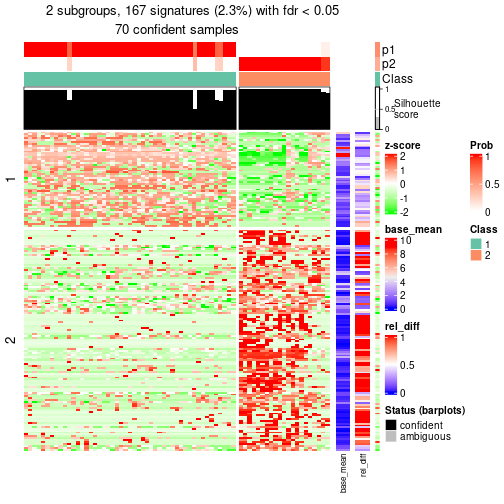 2 subgroups, 167 signatures (2.3%) with fdr < 0.05
70 confident samples
p1
p2
Class
1
0.5
0
Silhouette
score
1
2
z-score
2
1
0
-1
-2
Prob
1
0.5
0
base_mean
10
8
6
4
2
0
Class
1
2
rel_diff
1
0.5
0
Status (barplots)
confident
ambiguous
base_mean
rel_diff